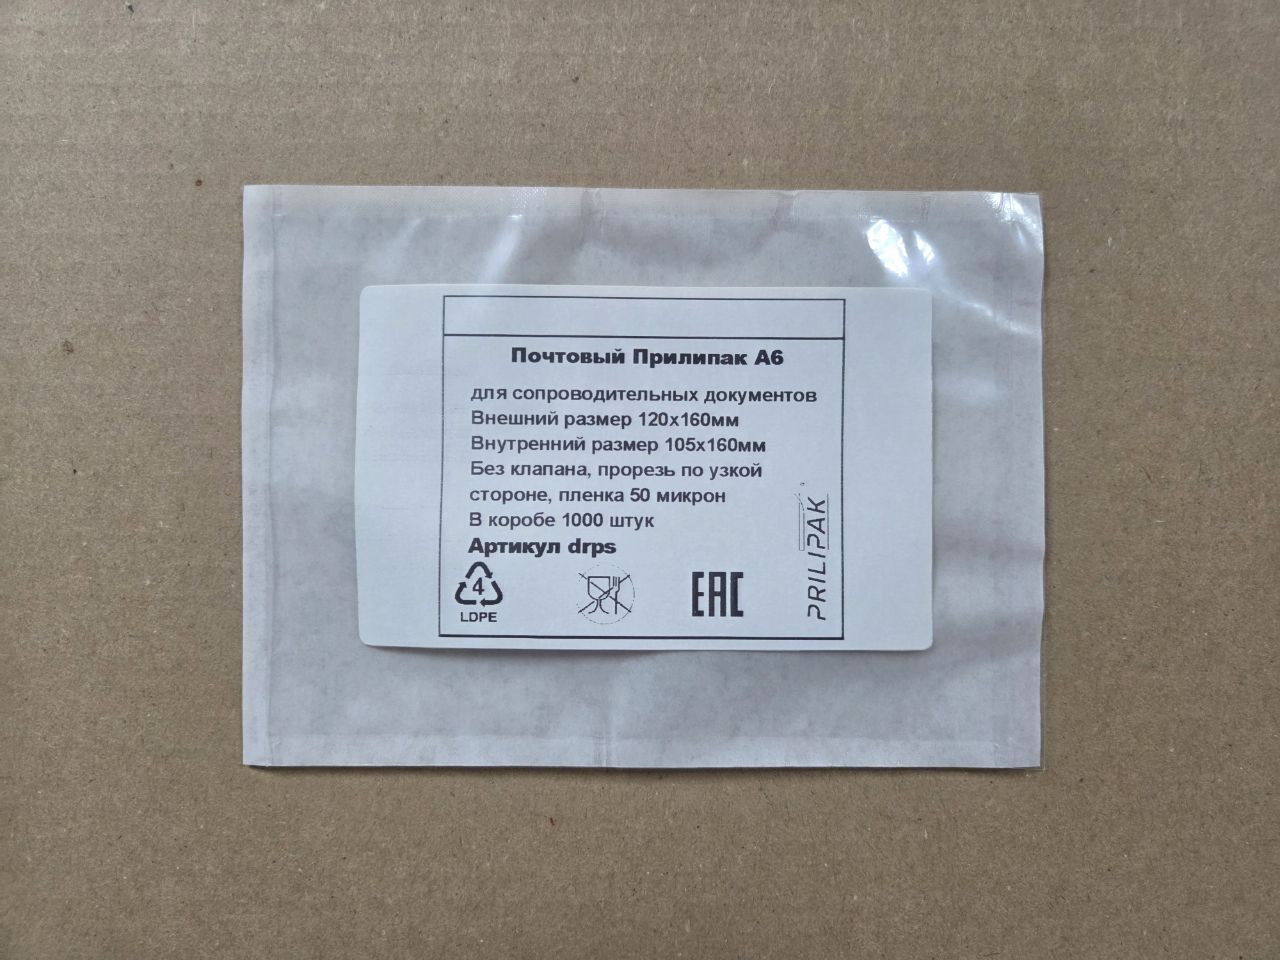 Почтовый Прилипак А6
для сопроводительных документов
Внешний размер 120х160мм
Внутренний размер 105х160мм
Без клапана, прорезь по узкой
стороне, пленка 50 микрон
В коробе 1000 штук
Артикул drps
4
LDPE
EAC
PRILIPAK